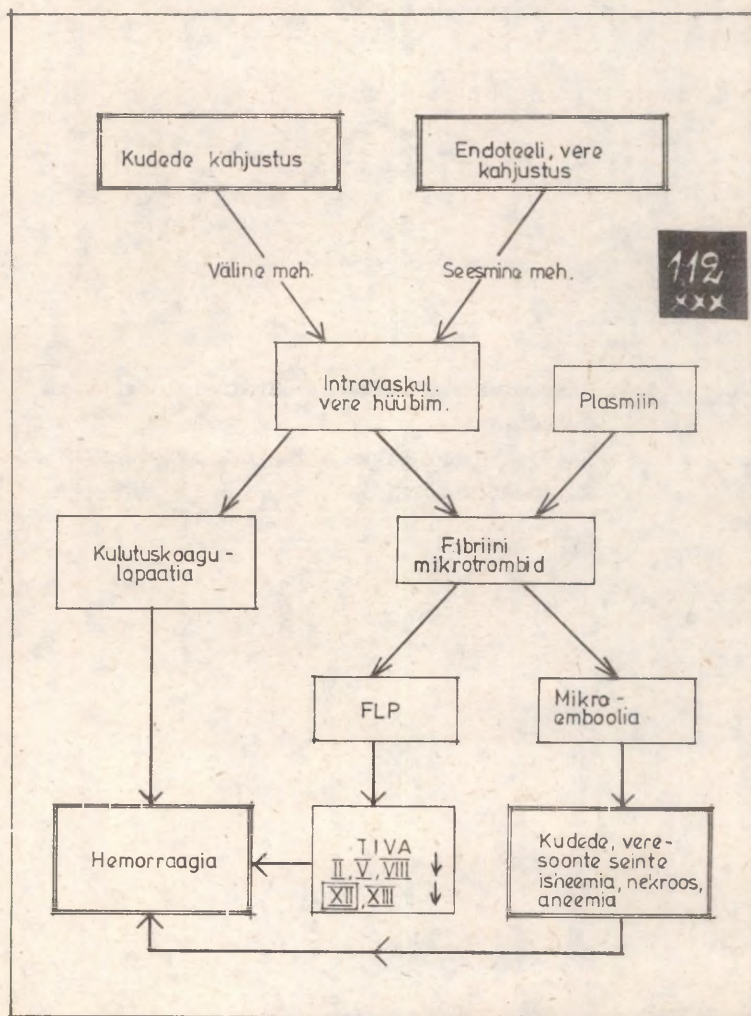 Kudede kahjustus
Endoteeli, vere
kahjustus
Väline meh.
Seesmine meh.
112
xxx
Intravaskul.
vere hüübim.
Plasmiin
Kulutuskoagu-
lopaatia
Fibriini
mikrotrombid
FLP
Mikro-
emboolia
Hemorraagia
TIVA
II, V, VIII ↓
XII, XIII ↓
Kudede, vere-
soonte seinte
isheemia, nekroos,
aneemia